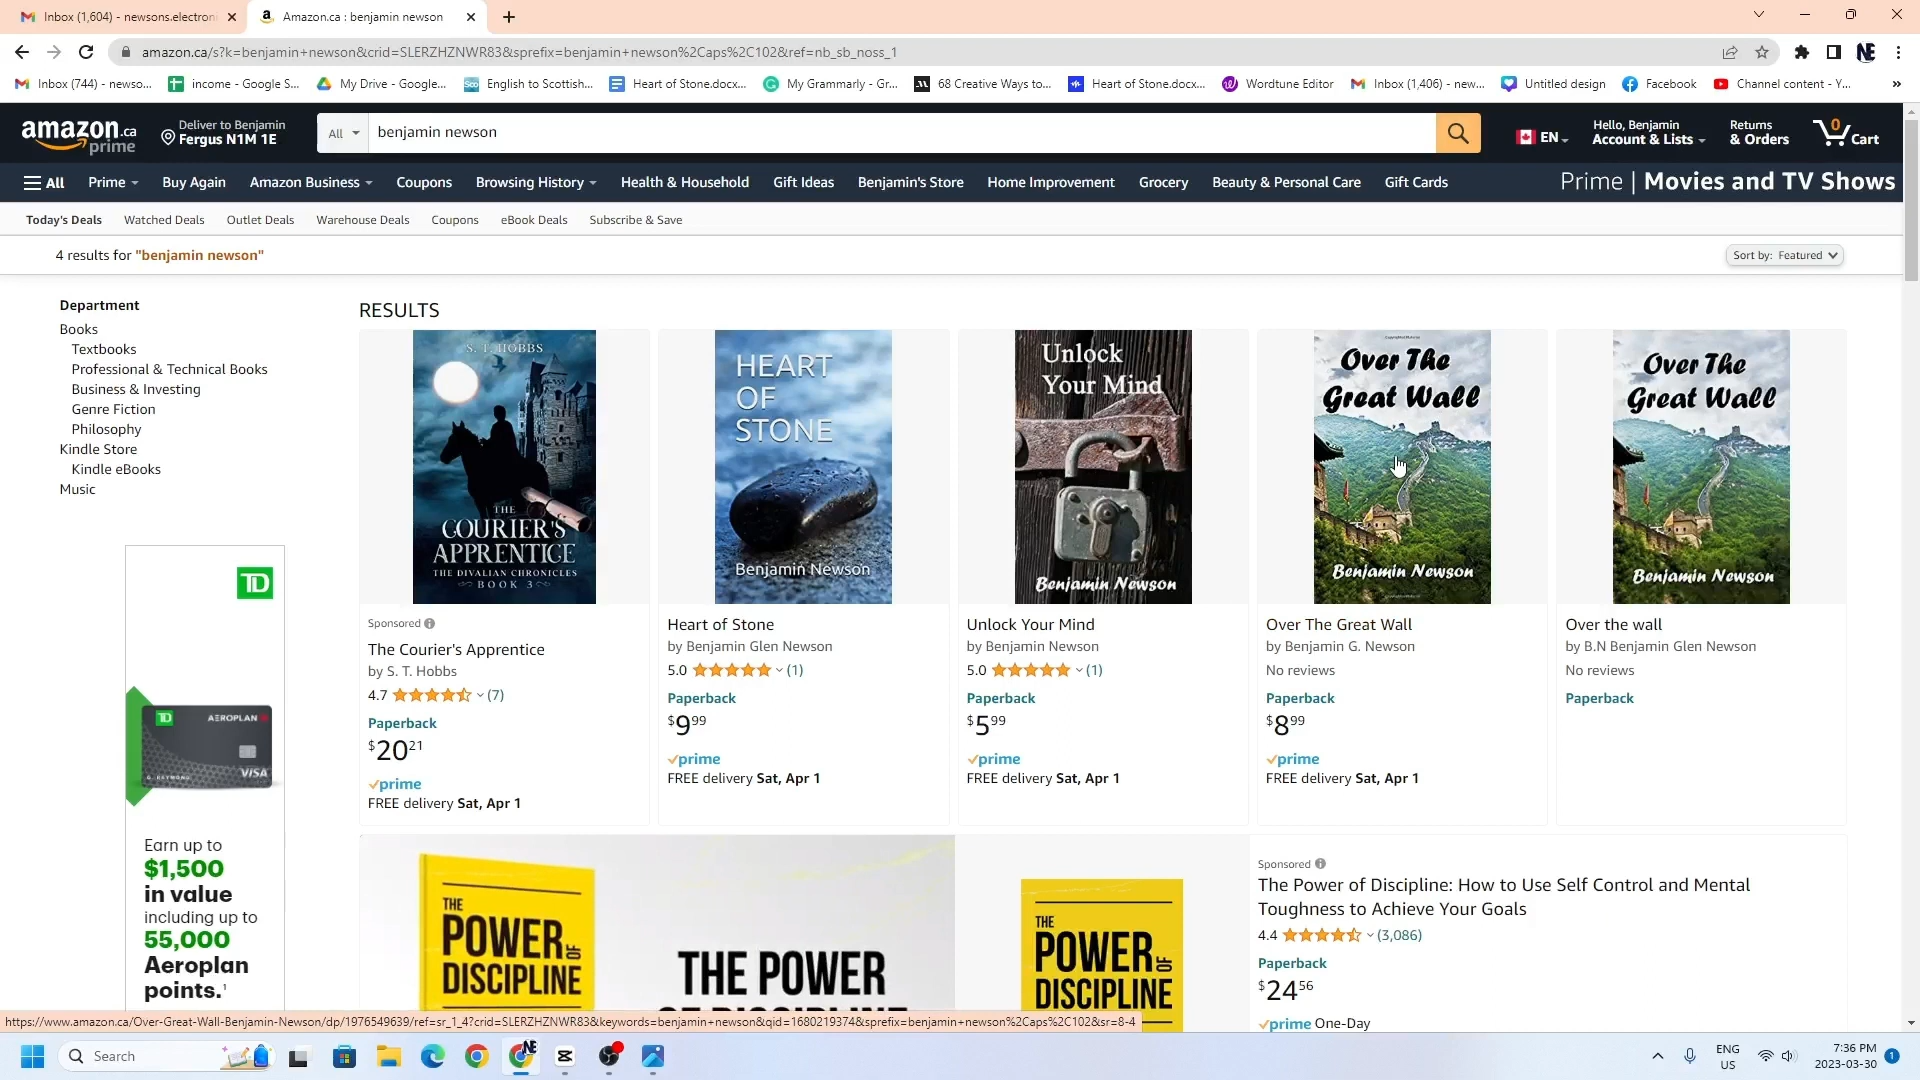 Inbox (1,604) - newsons.electroni
Amazon.ca : benjamin newson
amazon.ca/s?k=benjamin+newson&crid=SLERZHZNWR83&sprefix=benjamin+newson%2Caps%2C102&ref=nb_sb_noss_1
NE
Inbox (744) - newso...
income - Google S...
My Drive - Google...
English to Scottish...
Heart of Stone.docx...
My Grammarly - Gr...
68 Creative Ways to...
Heart of Stone.docx...
Wordtune Editor
Inbox (1,406) - new...
Untitled design
Facebook
Channel content - Y...
»
amazon.ca
prime
Deliver to Benjamin
Fergus N1M 1E
All
benjamin newson
EN
Hello, Benjamin
Account & Lists
Returns
& Orders
0
Cart
All
Prime
Buy Again
Amazon Business
Coupons
Browsing History
Health & Household
Gift Ideas
Benjamin's Store
Home Improvement
Grocery
Beauty & Personal Care
Gift Cards
Prime | Movies and TV Shows
Today's Deals
Watched Deals
Outlet Deals
Warehouse Deals
Coupons
eBook Deals
Subscribe & Save
4 results for "benjamin newson"
Sort by: Featured
Department
Books
Textbooks
Professional & Technical Books
Business & Investing
Genre Fiction
Philosophy
Kindle Store
Kindle eBooks
Music
TD
TD
AEROPLAN
VISA
Earn up to
$1,500
in value
including up to
55,000
Aeroplan
points.¹
RESULTS
S. T. HOBBS
THE
COURIER'S
APPRENTICE
THE DIVALIAN CHRONICLES
BOOK 3
Sponsored
The Courier's Apprentice
by S. T. Hobbs
4.7 (7)
Paperback
$20.21
prime
FREE delivery Sat, Apr 1
HEART
OF
STONE
Benjamin Newson
Heart of Stone
by Benjamin Glen Newson
5.0 (1)
Paperback
$9.99
prime
FREE delivery Sat, Apr 1
Unlock
Your Mind
Benjamin Newson
Unlock Your Mind
by Benjamin Newson
5.0 (1)
Paperback
$5.99
prime
FREE delivery Sat, Apr 1
Over The
Great Wall
Benjamin Newson
Over The Great Wall
by Benjamin G. Newson
No reviews
Paperback
$8.99
prime
FREE delivery Sat, Apr 1
Over The
Great Wall
Benjamin Newson
Over the wall
by B.N Benjamin Glen Newson
No reviews
Paperback
THE
POWER OF
DISCIPLINE
THE POWER
OF DISCIPLINE
THE
POWER OF
DISCIPLINE
Sponsored
The Power of Discipline: How to Use Self Control and Mental
Toughness to Achieve Your Goals
4.4 (3,086)
Paperback
$24.56
prime One-Day
https://www.amazon.ca/Over-Great-Wall-Benjamin-Newson/dp/1976549639/ref=sr_1_4?crid=SLERZHZNWR83&keywords=benjamin+newson&qid=1680219374&sprefix=benjamin+newson%2Caps%2C102&sr=8-4
Search
NE
ENG
US
7:36 PM
2023-03-30
1